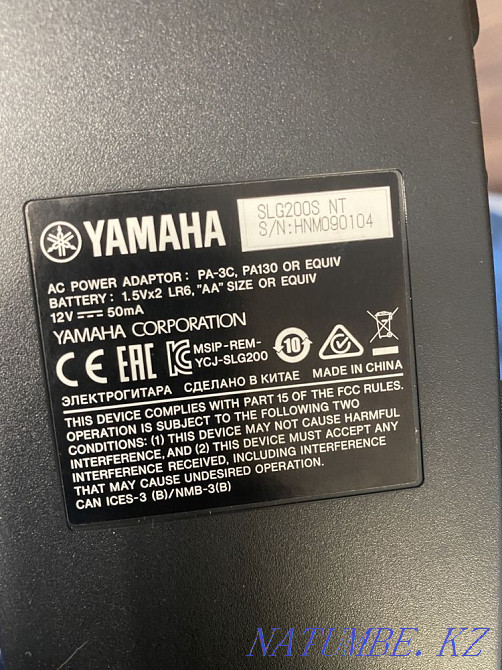 YAMAHA
SLG200S NT
S/N:HNM090104
AC POWER ADAPTOR : PA-3C, PA130 OR EQUIV
BATTERY : 1.5Vx2 LR6, "AA" SIZE OR EQUIV
12V ⎓ 50mA
YAMAHA CORPORATION
CE EAC KC MSIP-REM-
YCJ-SLG200
10
ЭЛЕКТРОГИТАРА СДЕЛАНО В КИТАЕ MADE IN CHINA
THIS DEVICE COMPLIES WITH PART 15 OF THE FCC RULES.
OPERATION IS SUBJECT TO THE FOLLOWING TWO
CONDITIONS: (1) THIS DEVICE MAY NOT CAUSE HARMFUL
INTERFERENCE, AND (2) THIS DEVICE MUST ACCEPT ANY
INTERFERENCE RECEIVED, INCLUDING INTERFERENCE
THAT MAY CAUSE UNDESIRED OPERATION.
CAN ICES-3 (B)/NMB-3(B)
NATUMBE.KZ